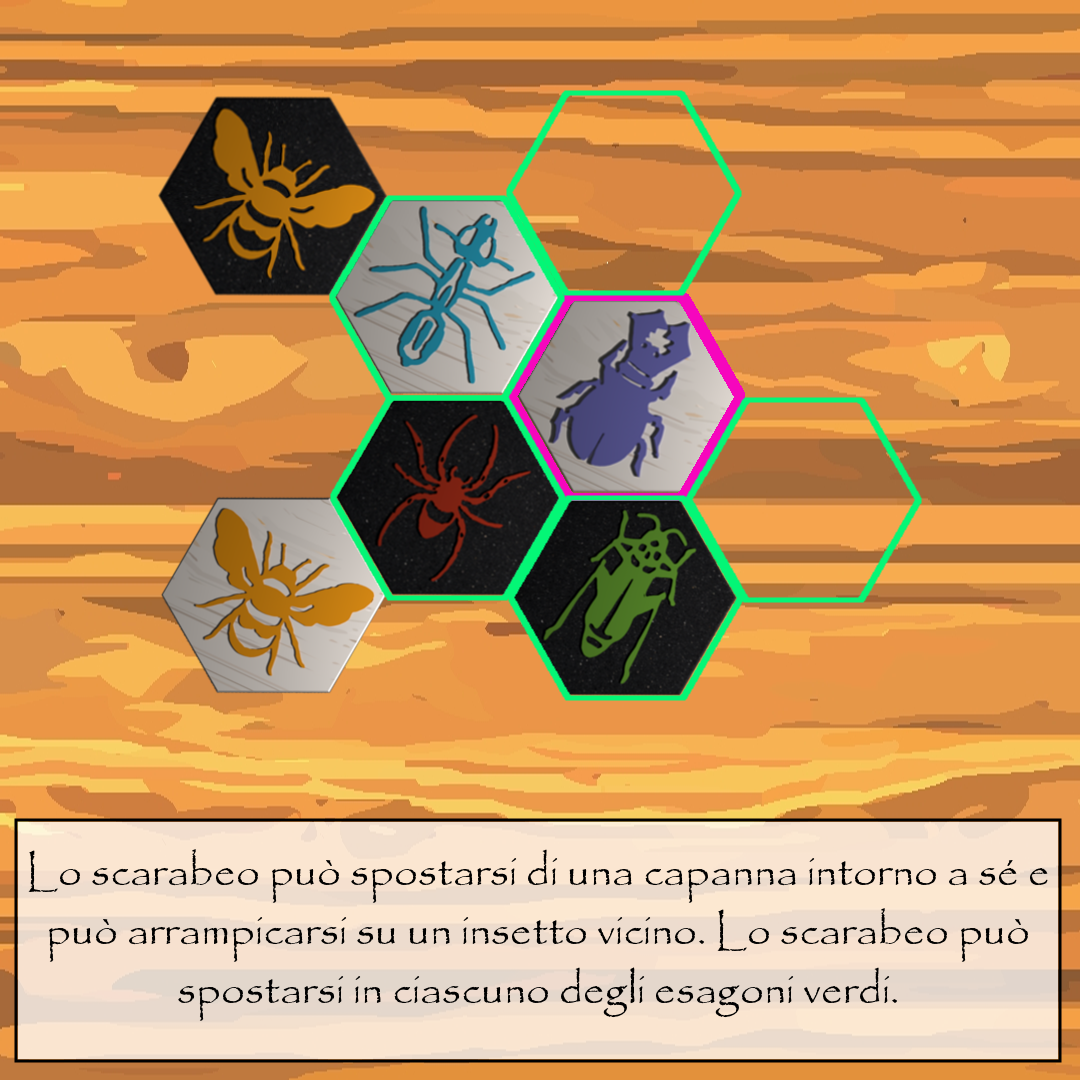 Lo scarabeo può spostarsi di una capanna intorno a sé e
può arrampicarsi su un insetto vicino. Lo scarabeo può
spostarsi in ciascuno degli esagoni verdi.